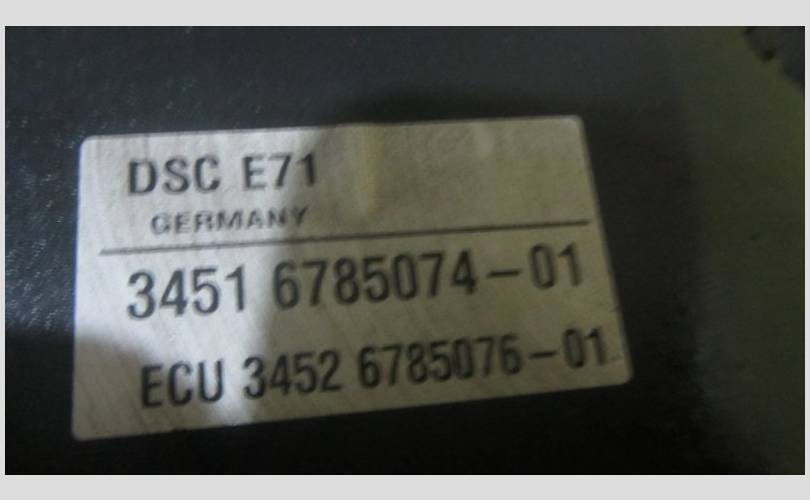 DSC E71
GERMANY
3451 6785074-01
ECU 3452 6785076-01